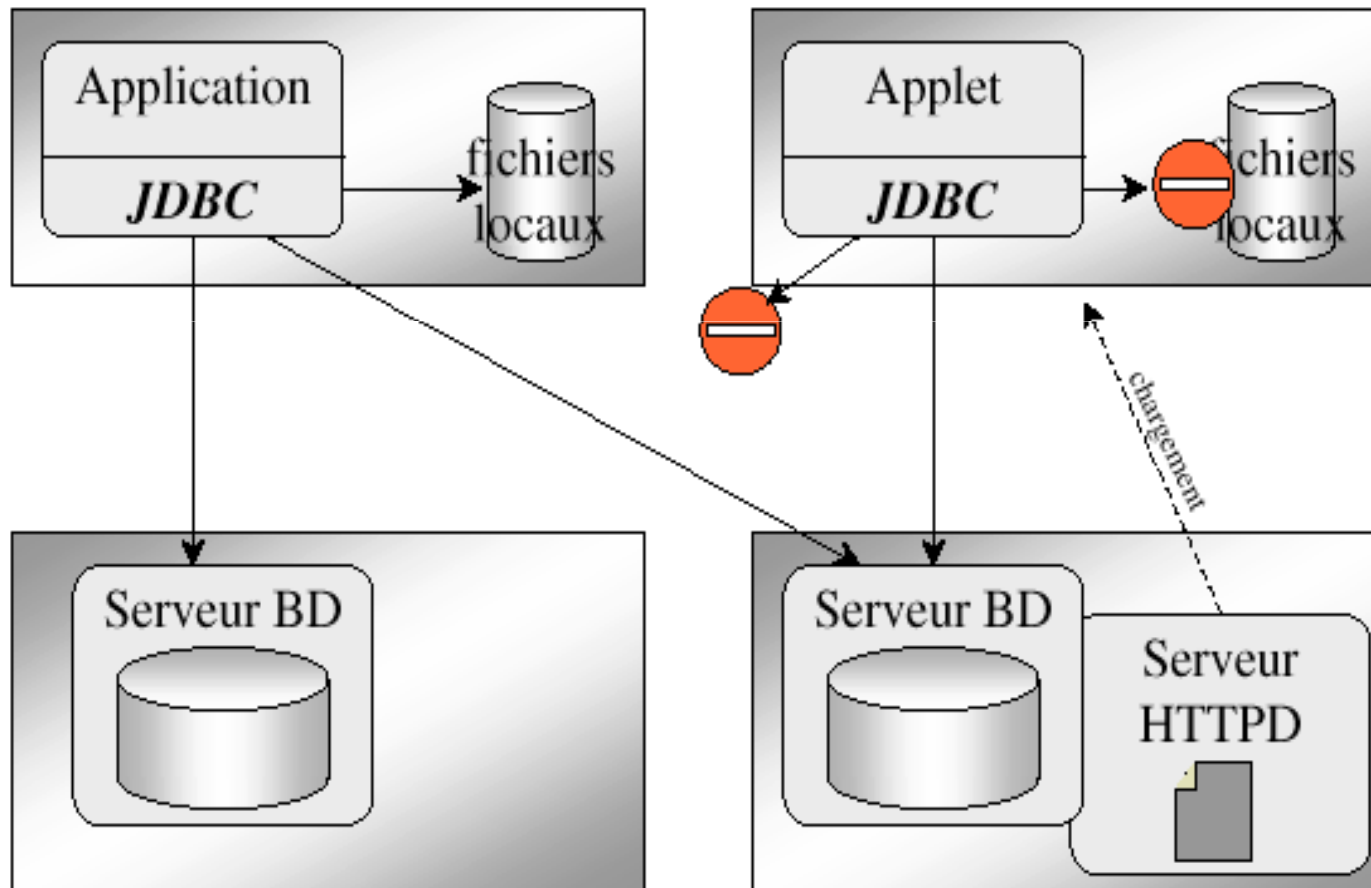 Application
JDBC
fichiers
locaux
Applet
JDBC
fichiers
locaux
chargement
Serveur BD
Serveur BD
Serveur
HTTPD